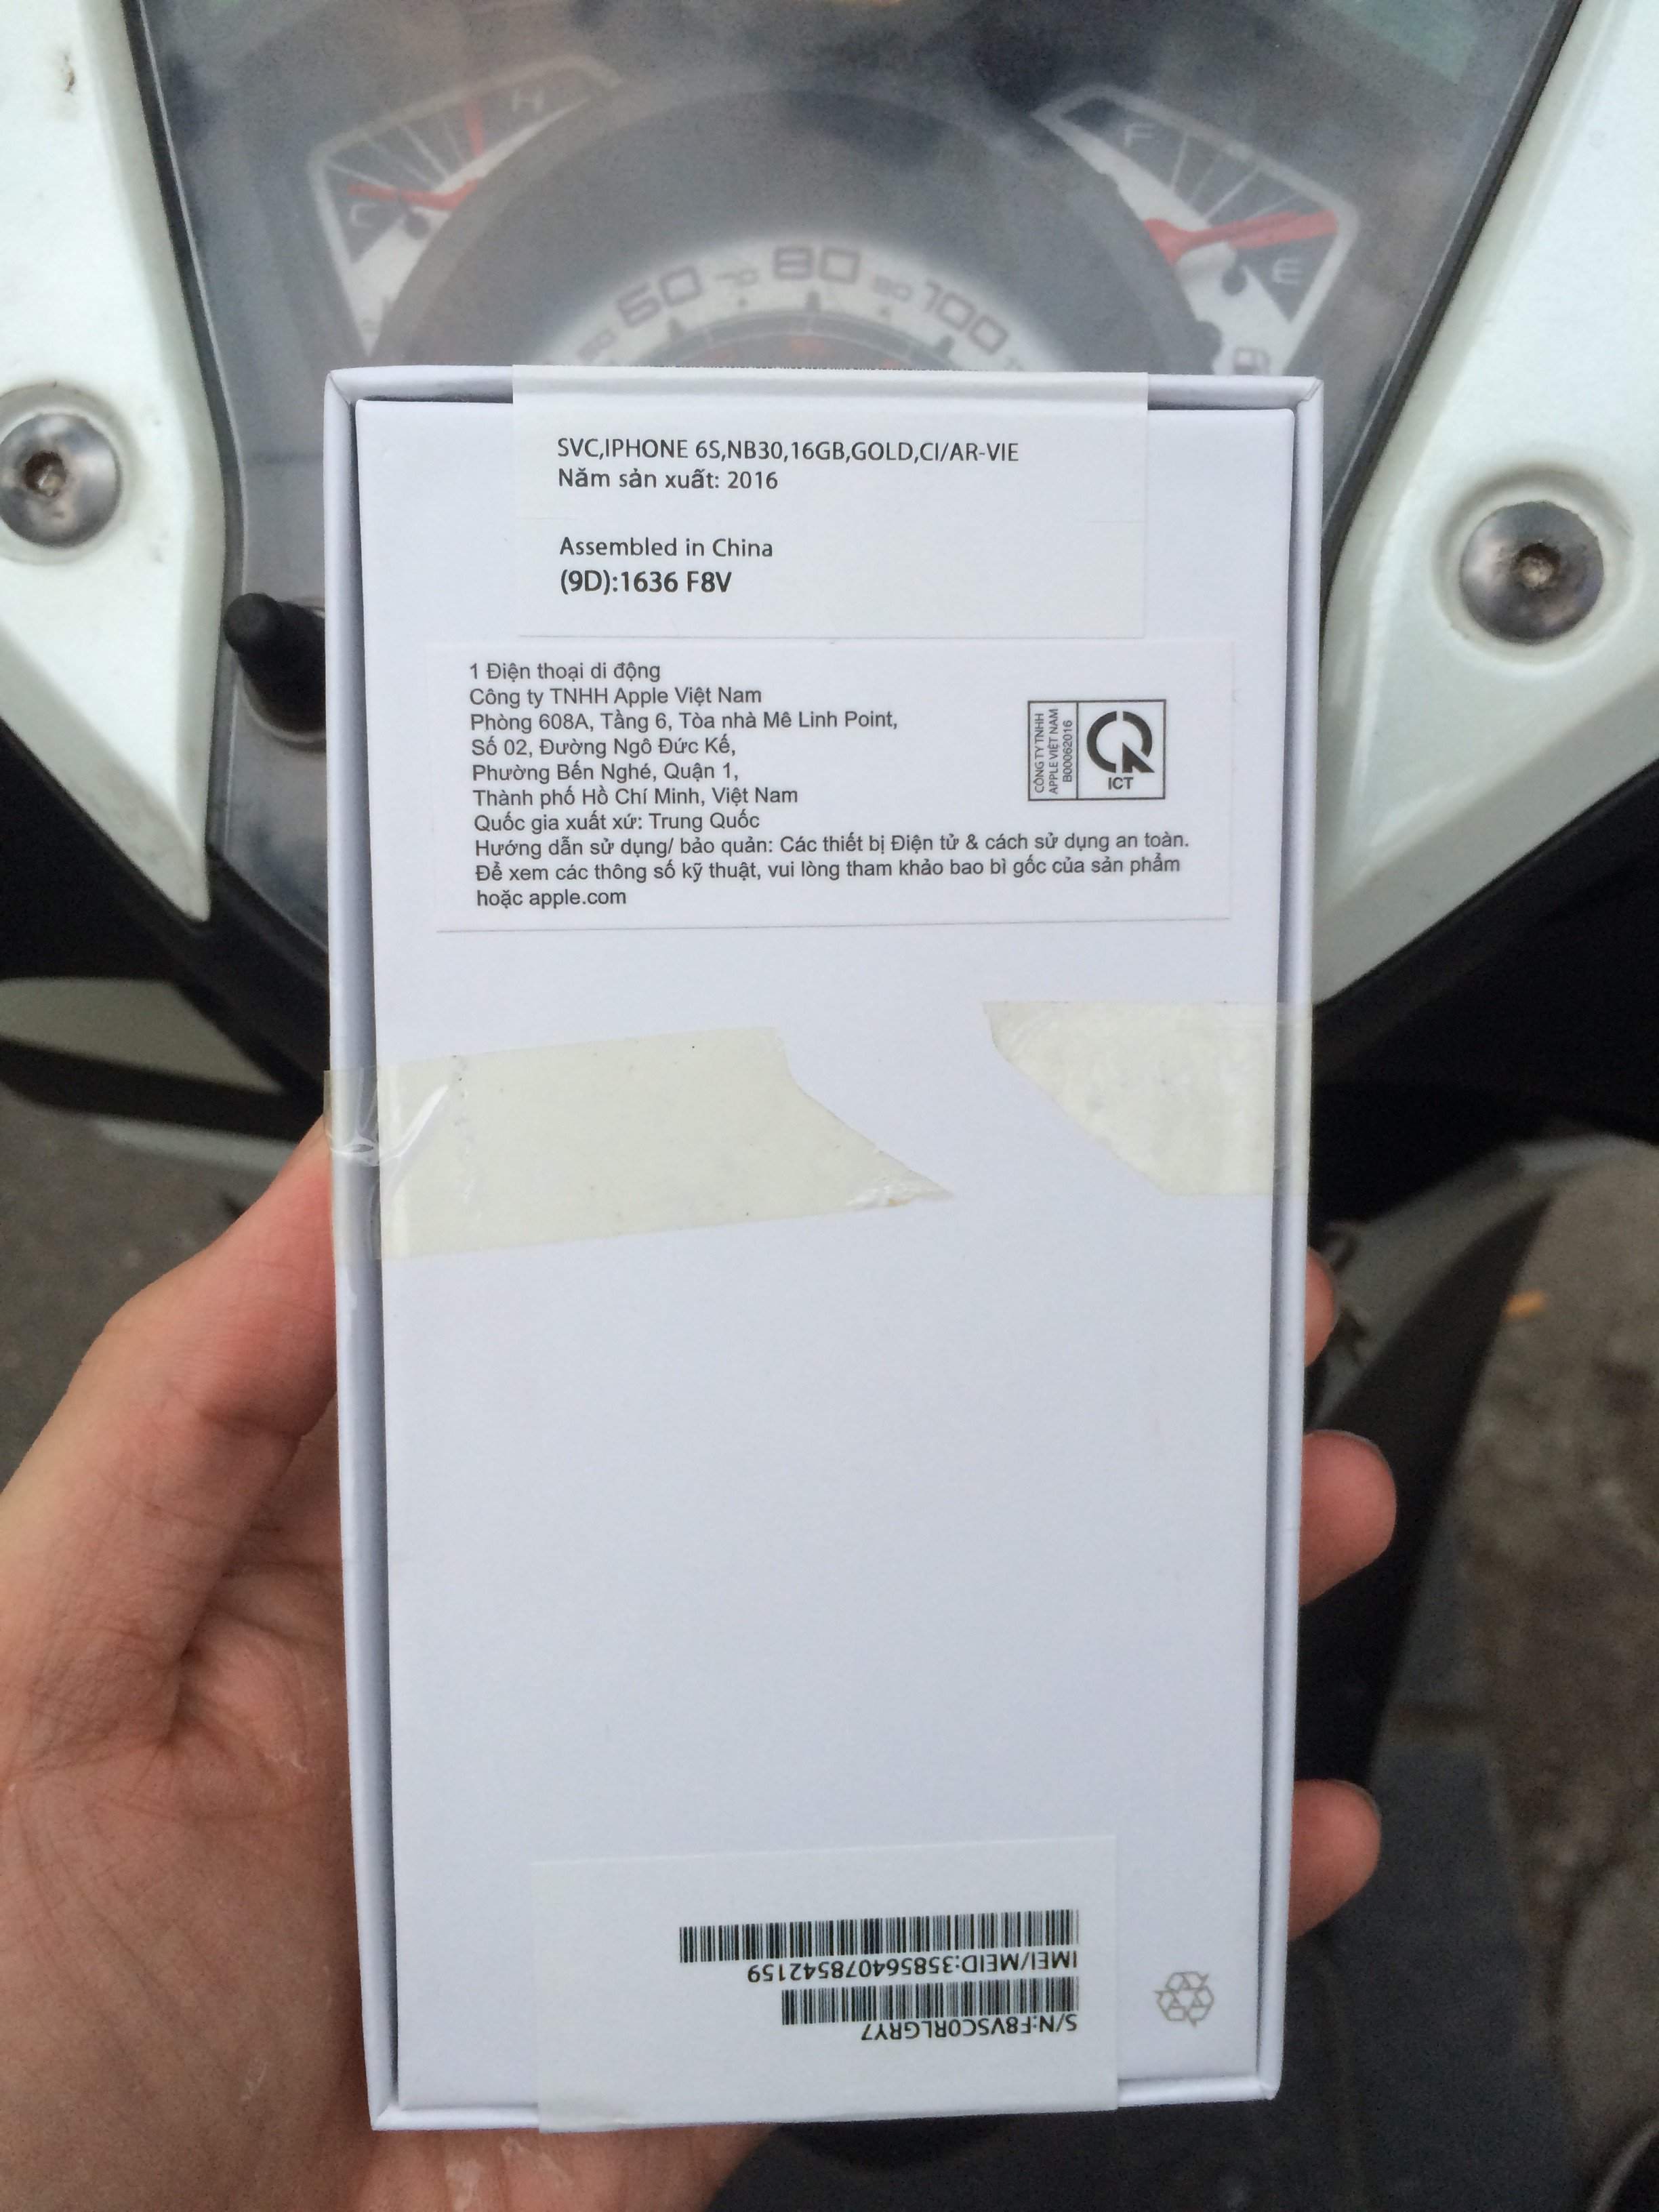 H
C
F
E
50
60
70
80
90
100
SVC,IPHONE 6S,NB30,16GB,GOLD,CI/AR-VIE
Năm sản xuất: 2016
Assembled in China
(9D):1636 F8V
1 Điện thoại di động
Công ty TNHH Apple Việt Nam
Phòng 608A, Tầng 6, Tòa nhà Mê Linh Point,
Số 02, Đường Ngô Đức Kế,
Phường Bến Nghé, Quận 1,
Thành phố Hồ Chí Minh, Việt Nam
Quốc gia xuất xứ: Trung Quốc
Hướng dẫn sử dụng/ bảo quản: Các thiết bị Điện tử & cách sử dụng an toàn.
Để xem các thông số kỹ thuật, vui lòng tham khảo bao bì gốc của sản phẩm
hoặc apple.com
CÔNG TY TNHH
APPLE VIỆT NAM
B00062016
ICT
S/N:F8VSC0RLGRY7
IMEI/MEID:358564078542159